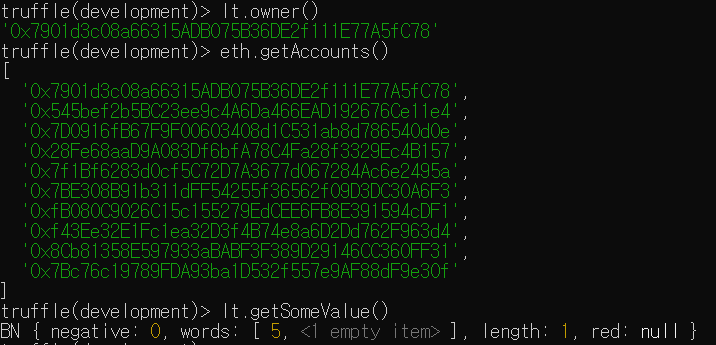 truffle(development)> lt.owner()
'0x7901d3c08a66315ADB075B36DE2f111E77A5fC78'
truffle(development)> eth.getAccounts()
[
  '0x7901d3c08a66315ADB075B36DE2f111E77A5fC78',
  '0x545bef2b5BC23ee9c4A6Da466EAD192676Ce11e4',
  '0x7D0916fB67F9F00603408d1C531ab8d786540d0e',
  '0x28Fe68aaD9A083Df6bfA78C4Fa28f3329Ec4B157',
  '0x7f1Bf6283d0cf5C72D7A3677d067284Ac6e2495a',
  '0x7BE308B91b311dFF54255f36562f09D3DC30A6F3',
  '0xfB080C9026C15c155279EdCEE6FB8E391594cDF1',
  '0xf43Ee32E1Fc1ea32D3f4B74e8a6D2Dd762F963d4',
  '0x8Cb81358E597933aBABF3F389D29146CC360FF31',
  '0x7Bc76c19789FDA93ba1D532f557e9AF88dF9e30f'
]
truffle(development)> lt.getSomeValue()
BN { negative: 0, words: [ 5, <1 empty item> ], length: 1, red: null }